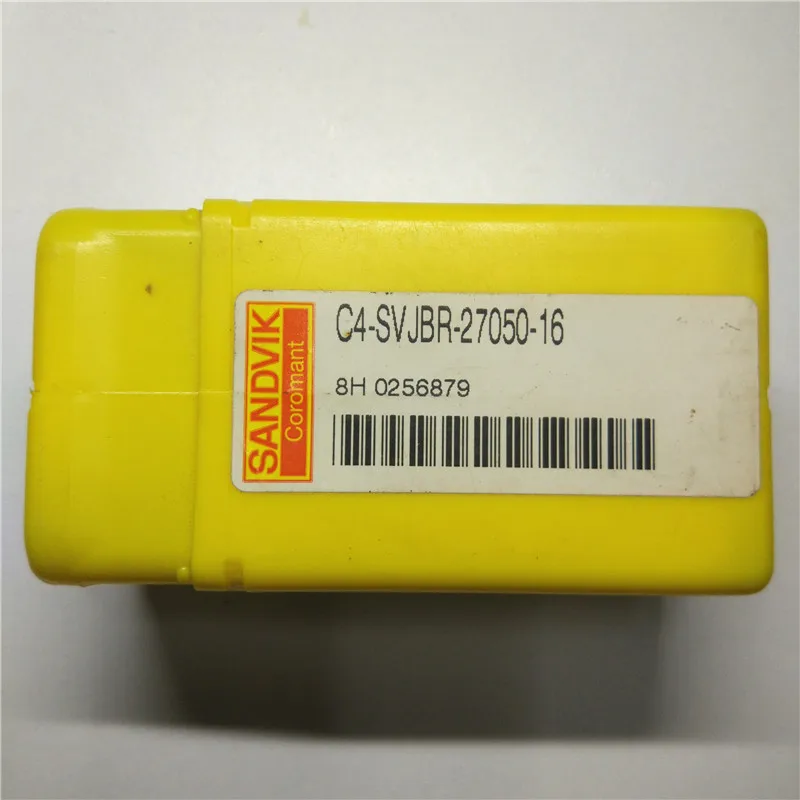 SANDVIK
Coromant
C4-SVJBR-27050-16
8H 0256879